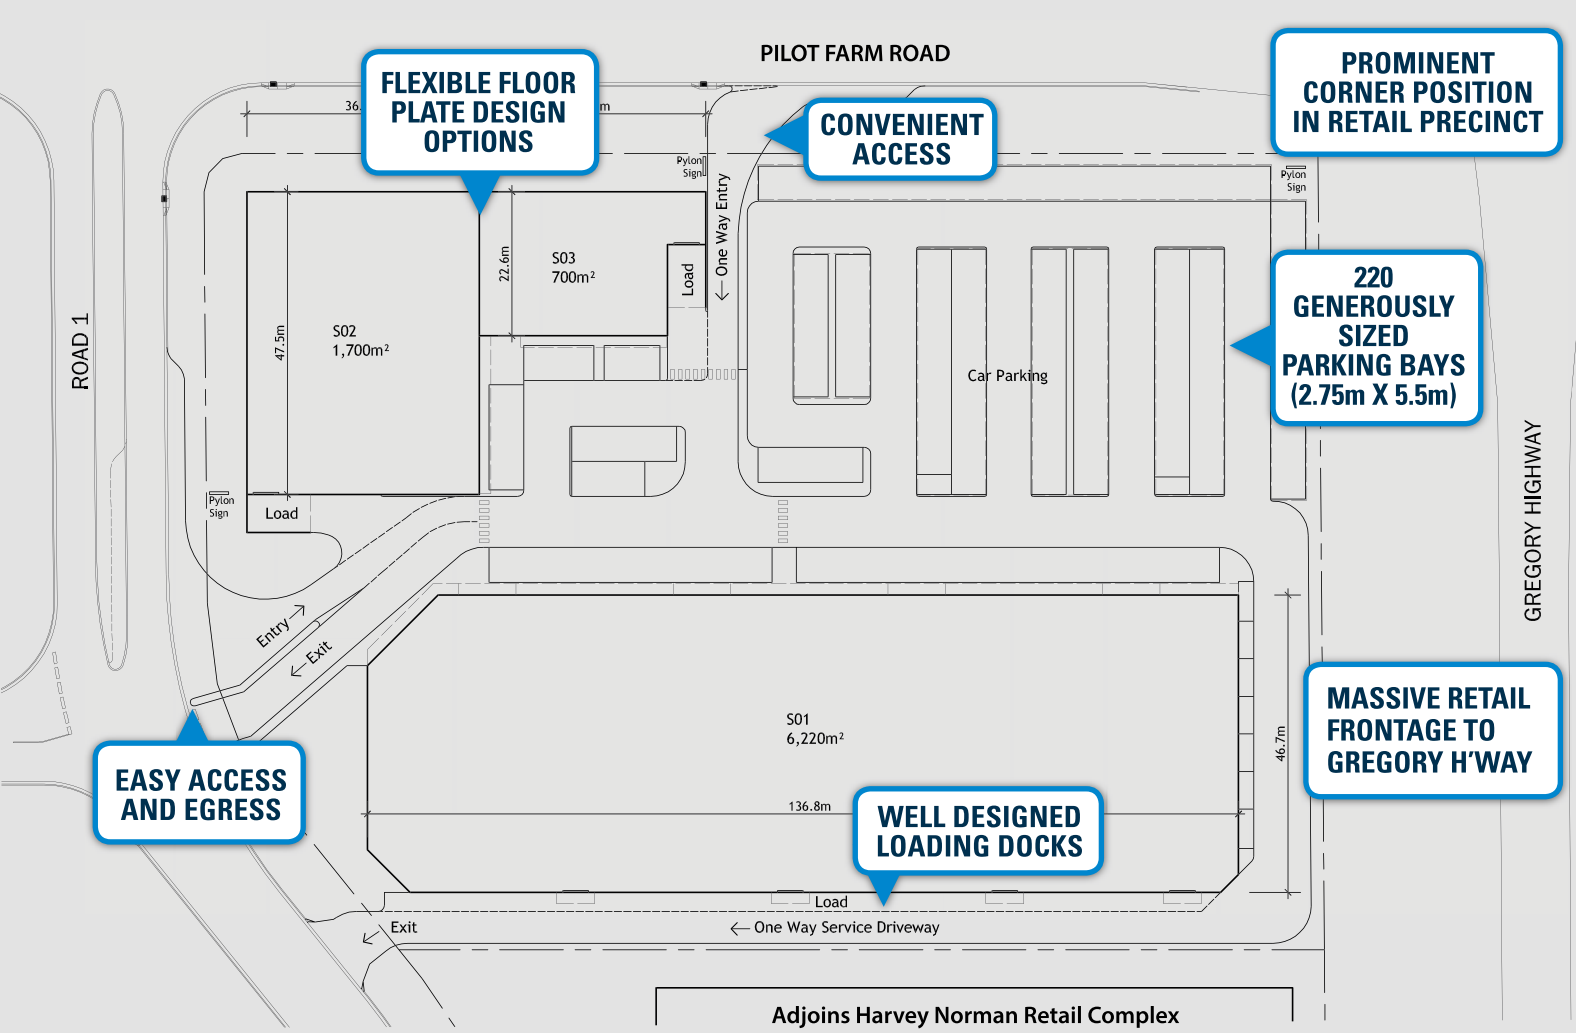 PILOT FARM ROAD
PROMINENT
CORNER POSITION
IN RETAIL PRECINCT
FLEXIBLE FLOOR
PLATE DESIGN
OPTIONS
36.
m
CONVENIENT
ACCESS
Pylon
Sign
One Way Entry
Pylon
Sign
22.6m
S03
700m²
Load
220
GENEROUSLY
SIZED
PARKING BAYS
(2.75m X 5.5m)
ROAD 1
47.5m
S02
1,700m²
Car Parking
GREGORY HIGHWAY
Pylon
Sign
Load
Entry
Exit
MASSIVE RETAIL
FRONTAGE TO
GREGORY H'WAY
S01
6,220m²
46.7m
EASY ACCESS
AND EGRESS
136.8m
WELL DESIGNED
LOADING DOCKS
Load
Exit
One Way Service Driveway
Adjoins Harvey Norman Retail Complex